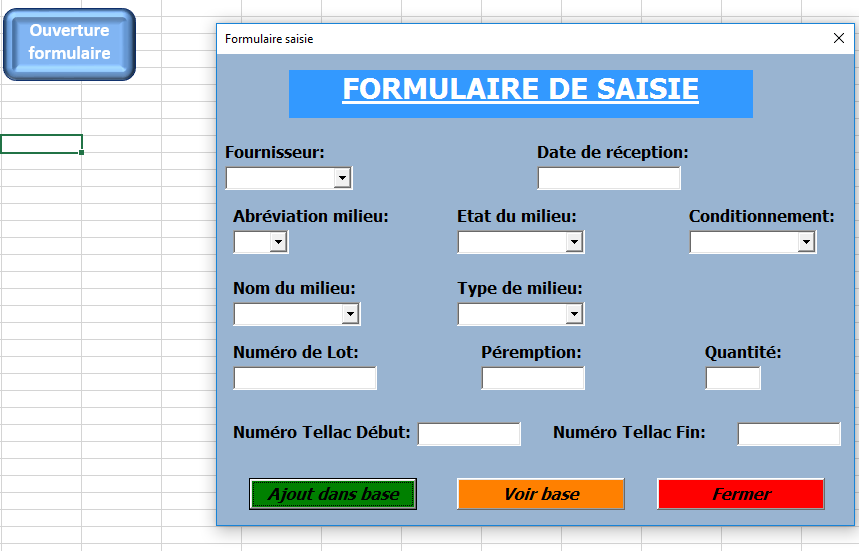 Ouverture
formulaire
Formulaire saisie
FORMULAIRE DE SAISIE
Fournisseur:
Date de réception:
Abréviation milieu:
Etat du milieu:
Conditionnement:
Nom du milieu:
Type de milieu:
Numéro de Lot:
Péremption:
Quantité:
Numéro Tellac Début:
Numéro Tellac Fin:
Ajout dans base
Voir base
Fermer